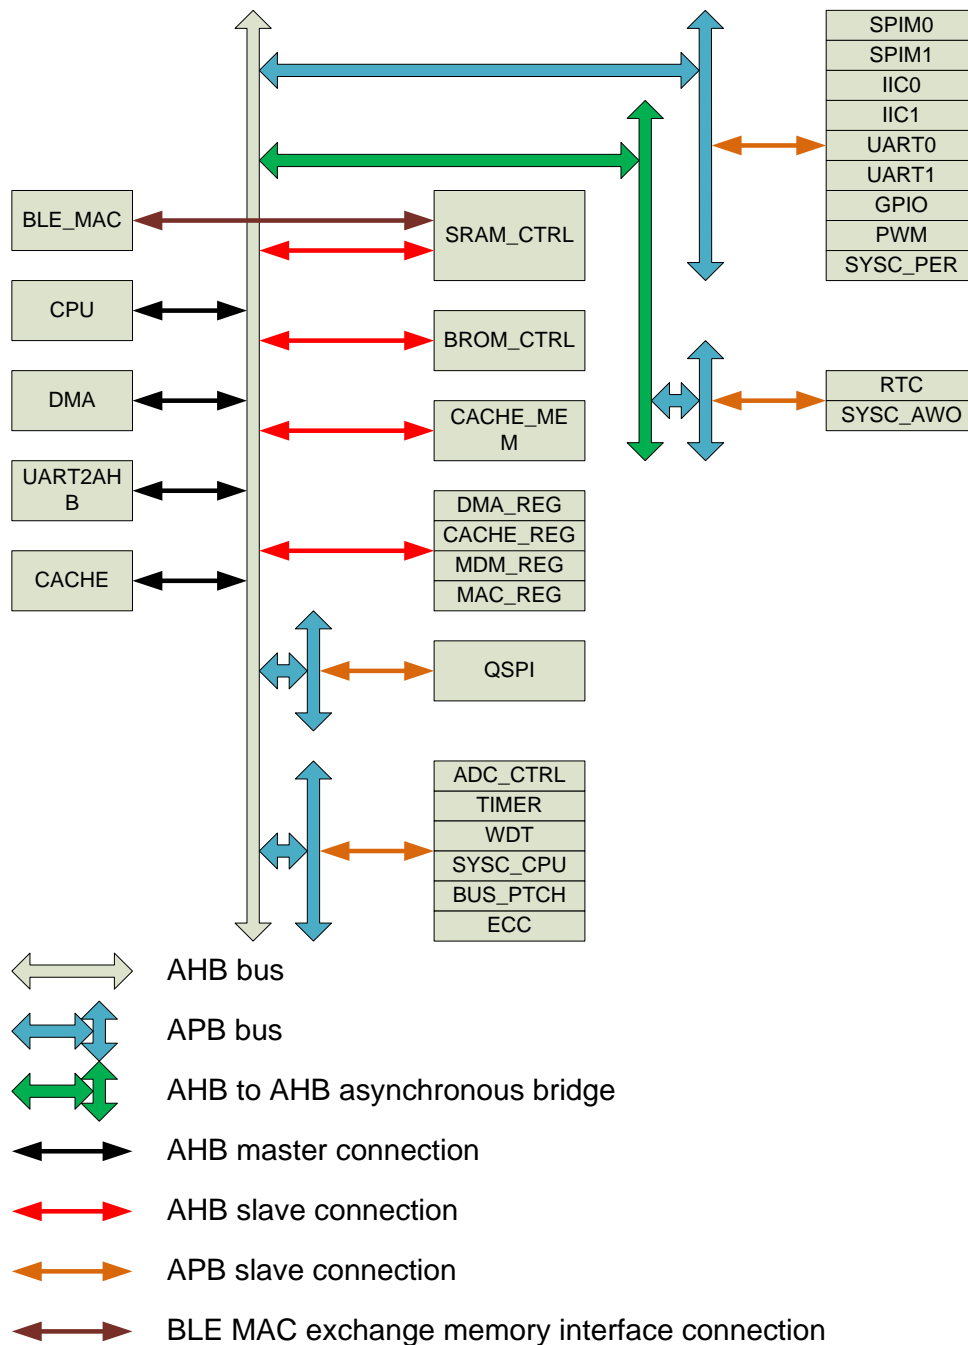 SPIM0
SPIM1
IIC0
IIC1
UART0
UART1
GPIO
PWM
SYSC_PER
BLE_MAC
SRAM_CTRL
CPU
BROM_CTRL
DMA
CACHE_ME
M
RTC
SYSC_AWO
UART2AH
B
DMA_REG
CACHE_REG
MDM_REG
MAC_REG
CACHE
QSPI
ADC_CTRL
TIMER
WDT
SYSC_CPU
BUS_PTCH
ECC
AHB bus
APB bus
AHB to AHB asynchronous bridge
AHB master connection
AHB slave connection
APB slave connection
BLE MAC exchange memory interface connection